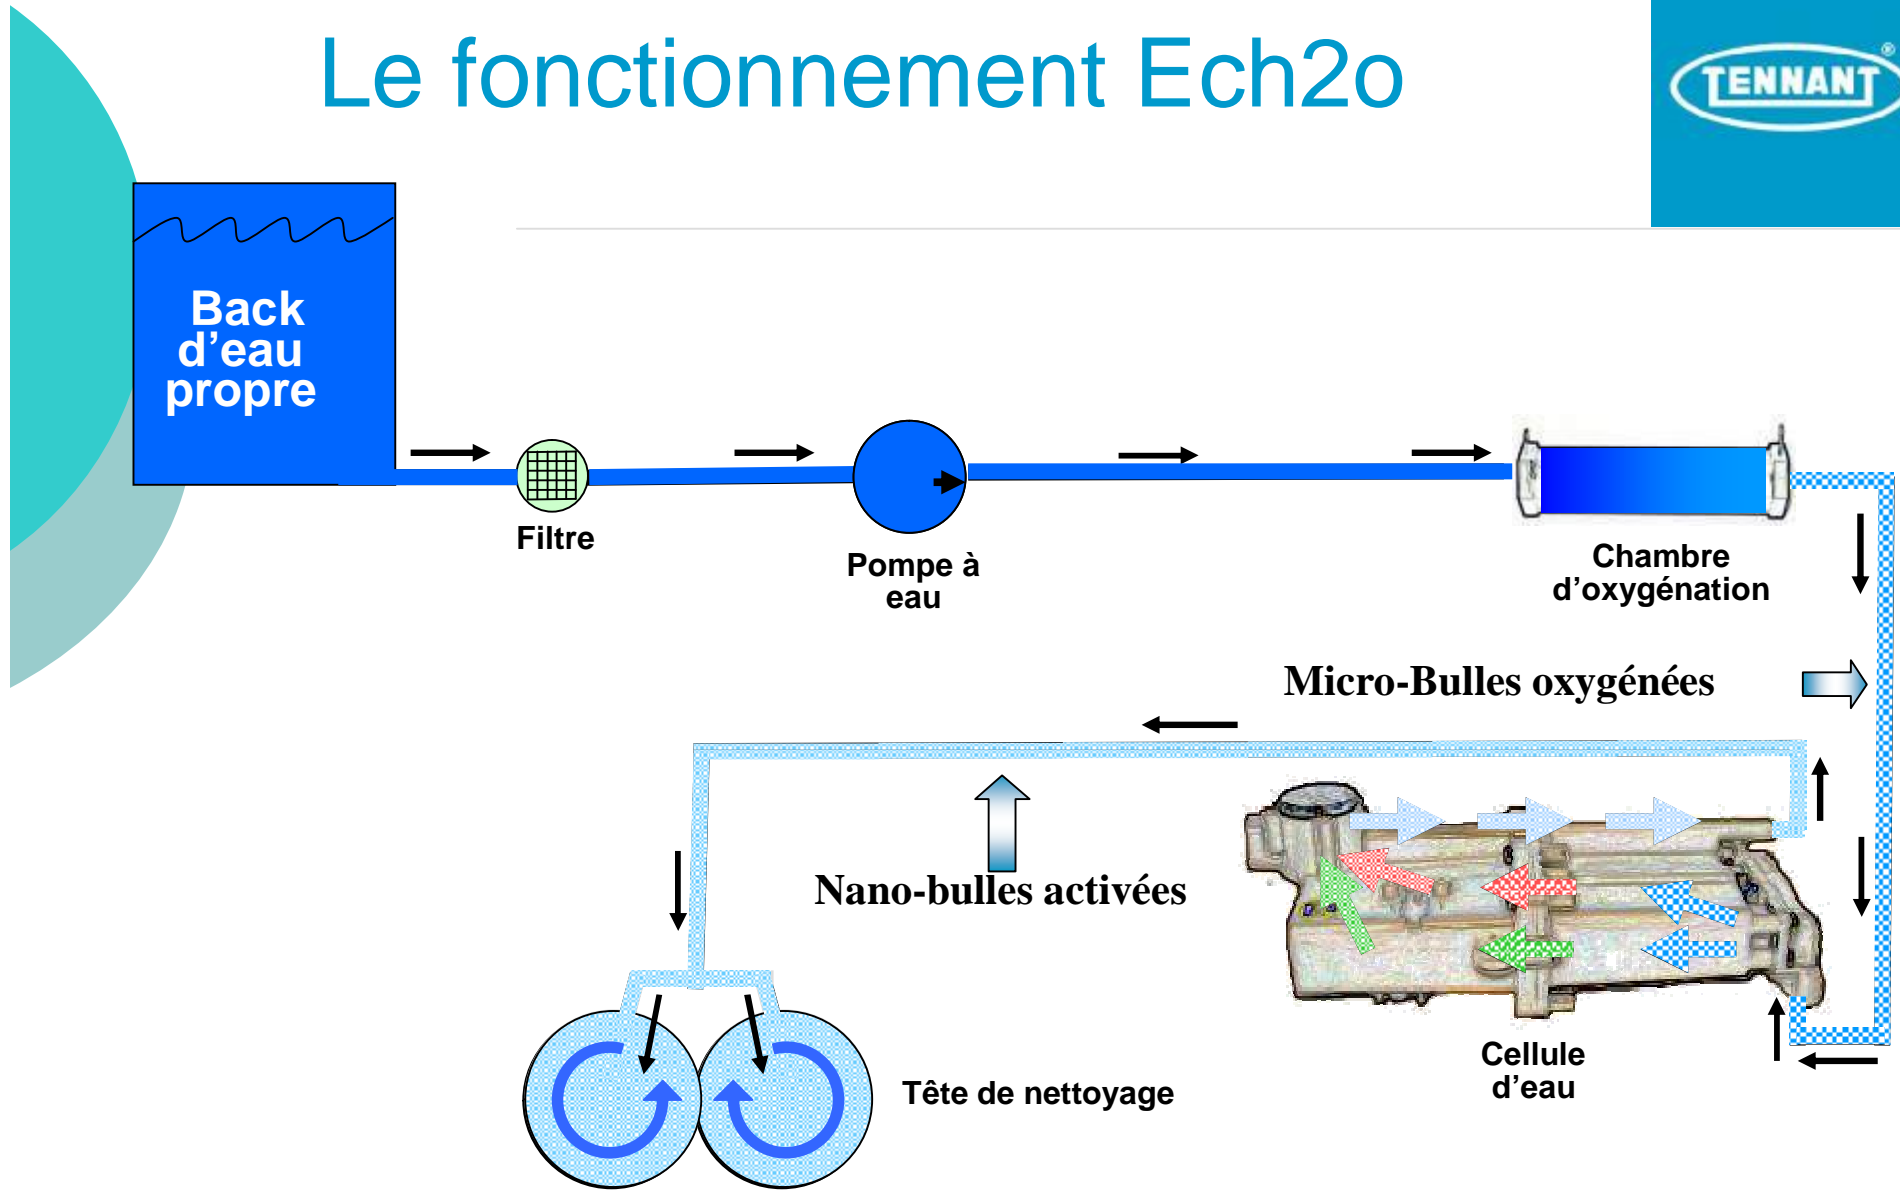 Le fonctionnement Ech2o
TENNANT®
Back
d’eau
propre
Filtre
Pompe à
eau
Chambre
d’oxygénation
Micro-Bulles oxygénées
Nano-bulles activées
Cellule
d’eau
Tête de nettoyage